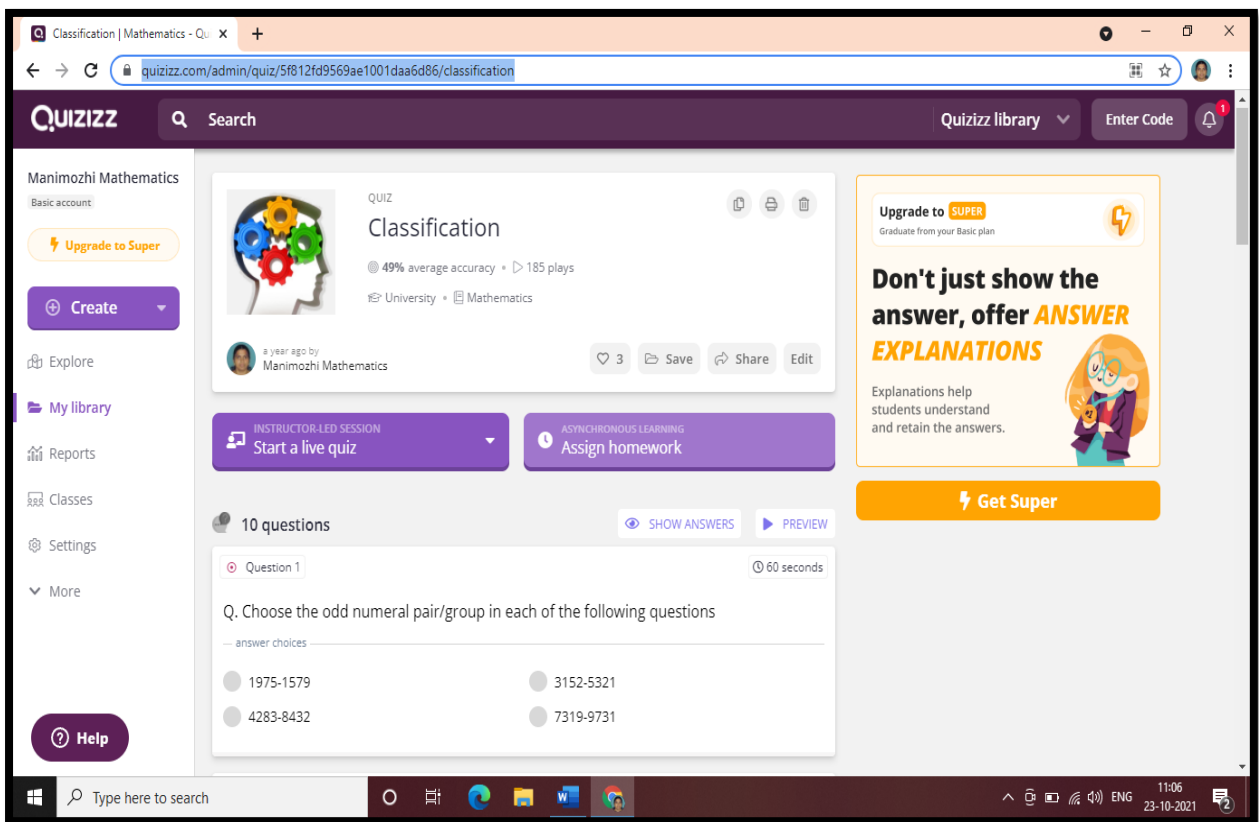 Classification | Mathematics - Qu
quizizz.com/admin/quiz/5f812fd9569ae1001daa6d86/classification
QUIZIZZ
Search
Quizizz library
Enter Code
1
Manimozhi Mathematics
Basic account
Upgrade to Super
Create
Explore
My library
Reports
Classes
Settings
More
Help
QUIZ
Classification
49% average accuracy • 185 plays
University • Mathematics
a year ago by
Manimozhi Mathematics
3
Save
Share
Edit
INSTRUCTOR-LED SESSION
Start a live quiz
ASYNCHRONOUS LEARNING
Assign homework
10 questions
SHOW ANSWERS
PREVIEW
Question 1
60 seconds
Q. Choose the odd numeral pair/group in each of the following questions
answer choices
1975-1579
3152-5321
4283-8432
7319-9731
Upgrade to SUPER
Graduate from your Basic plan
Don't just show the
answer, offer ANSWER
EXPLANATIONS
Explanations help
students understand
and retain the answers.
Get Super
Type here to search
ENG
11:06
23-10-2021
2